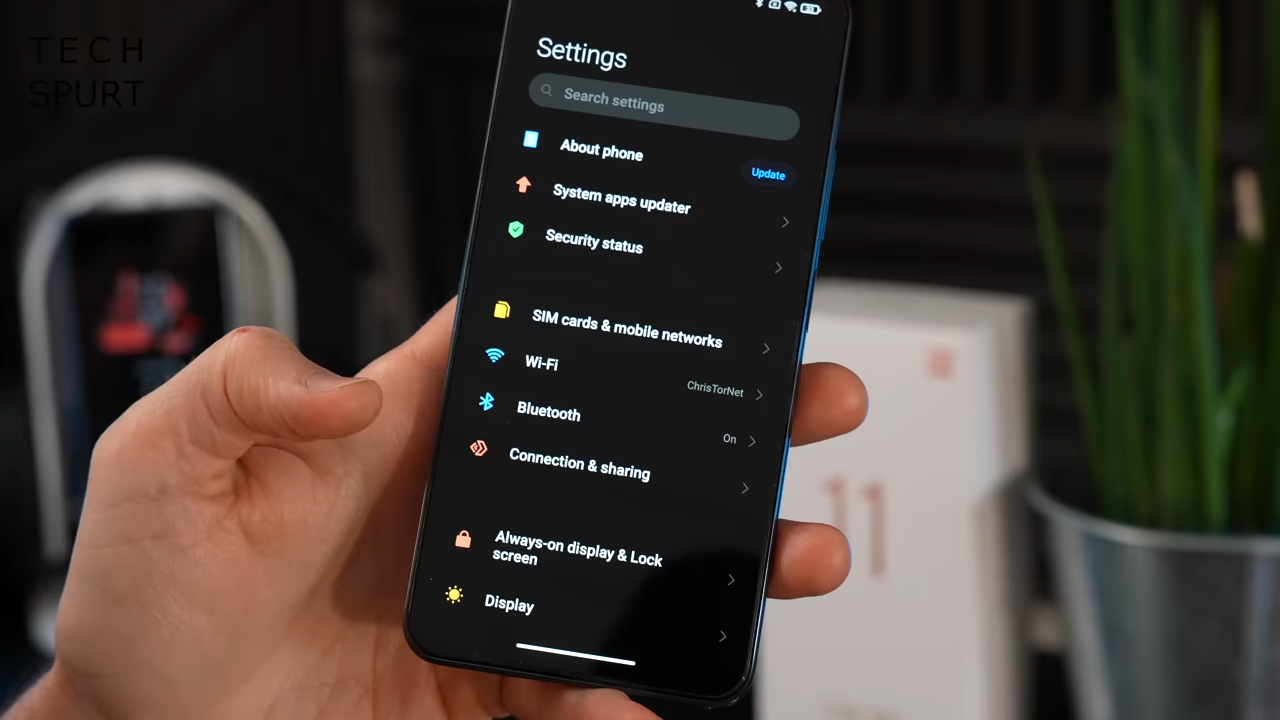 TECH
SPURT
Settings
Search settings
About phone
Update
System apps updater
Security status
SIM cards & mobile networks
Wi-Fi
ChrisTorNet
Bluetooth
On
Connection & sharing
Always-on display & Lock
screen
Display
11